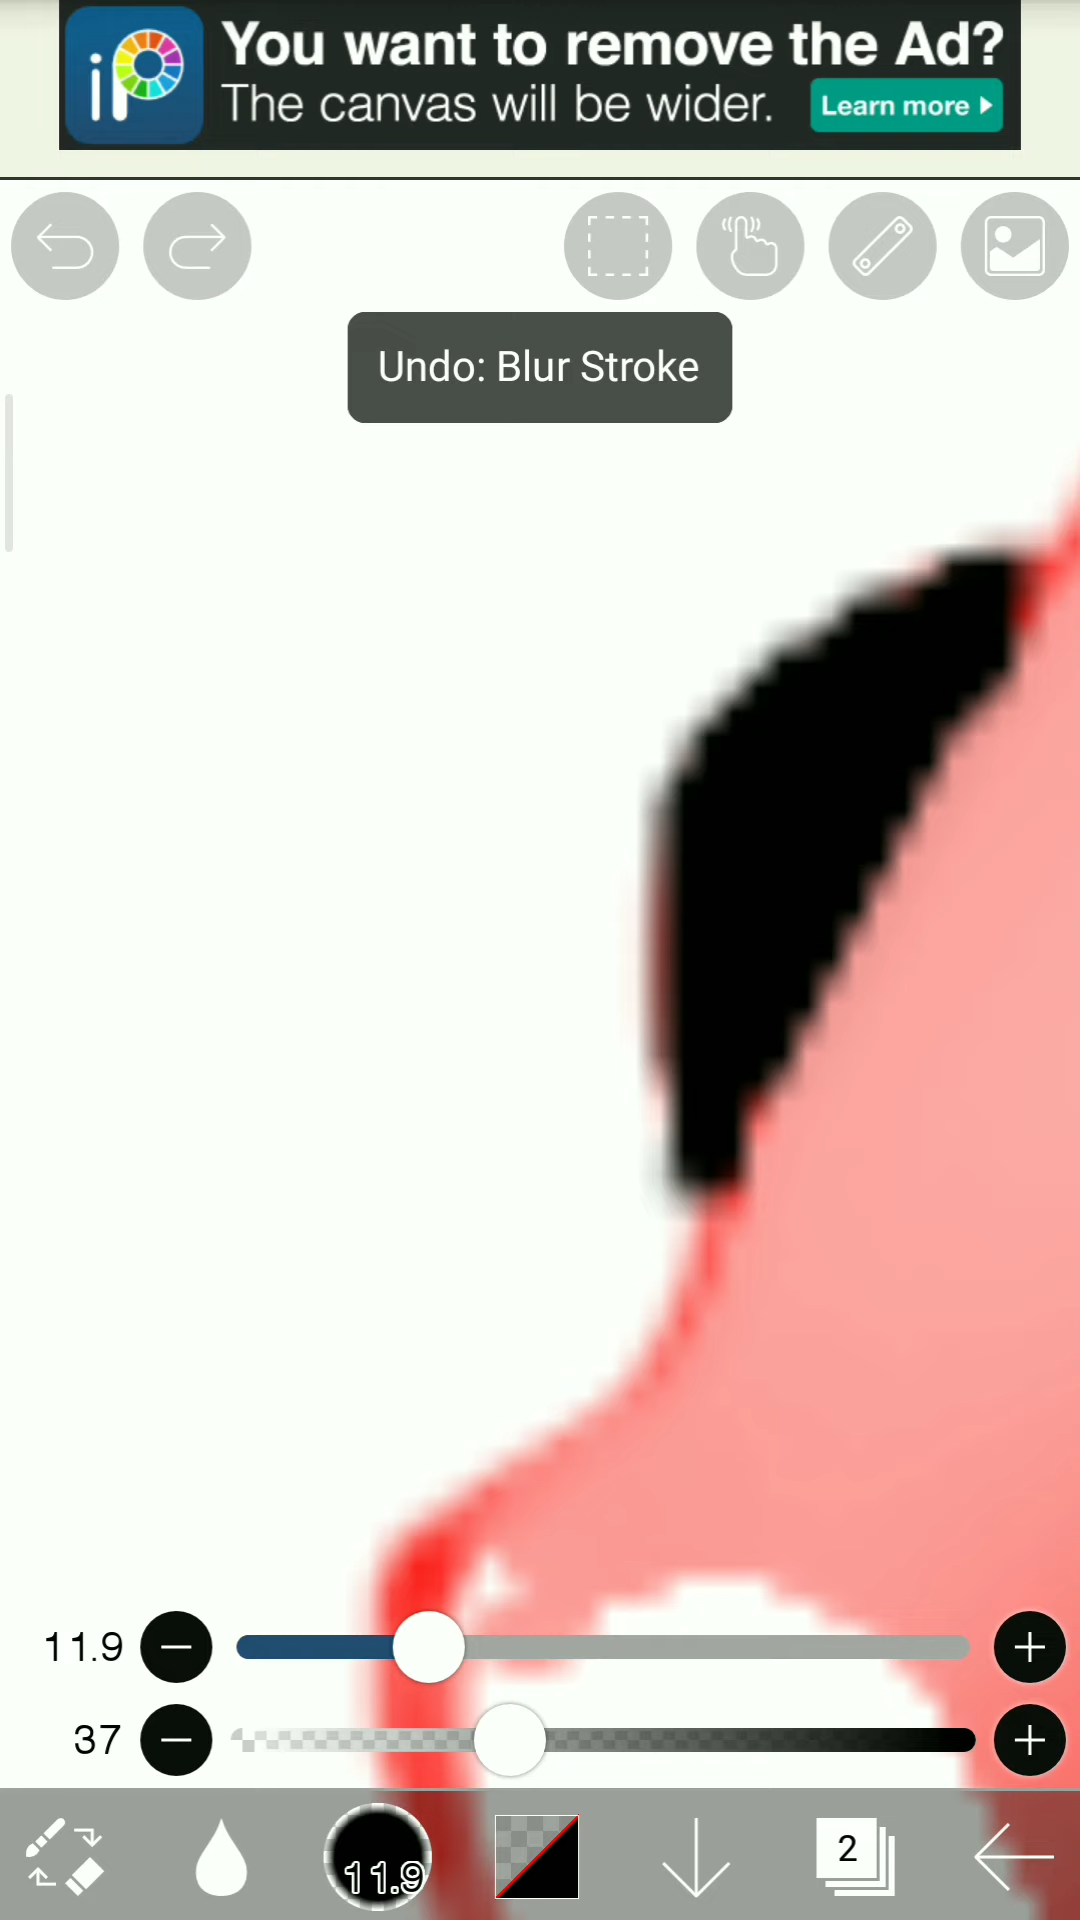 iP
You want to remove the Ad?
The canvas will be wider.
Learn more
Undo: Blur Stroke
11.9
37
11.9
2